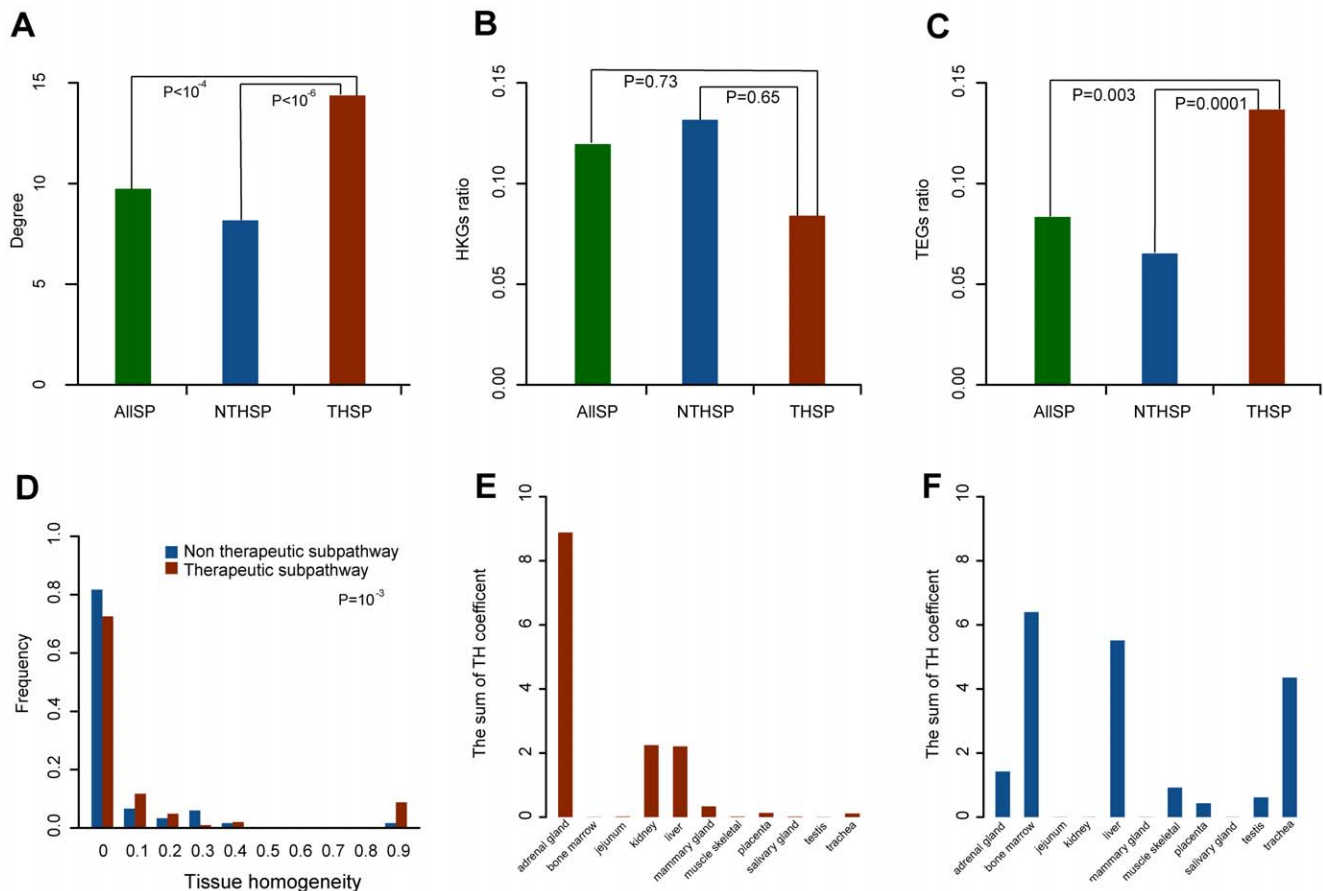 A
B
C
15
10
5
0
Degree
P<10-4
P<10-6
AllSP
NTHSP
THSP
0.15
0.10
0.05
0.00
HKGs ratio
P=0.73
P=0.65
AllSP
NTHSP
THSP
0.15
0.10
0.05
0.00
TEGs ratio
P=0.003
P=0.0001
AllSP
NTHSP
THSP
D
E
F
1.0
0.8
0.6
0.4
0.2
0.0
Frequency
Non therapeutic subpathway
Therapeutic subpathway
P=10-3
0 0.1 0.2 0.3 0.4 0.5 0.6 0.7 0.8 0.9
Tissue homogeneity
10
8
6
4
2
0
The sum of TH coefficent
adrenal gland
bone marrow
jejunum
kidney
liver
mammary gland
muscle skeletal
placenta
salivary gland
testis
trachea
10
8
6
4
2
0
The sum of TH coefficent
adrenal gland
bone marrow
jejunum
kidney
liver
mammary gland
muscle skeletal
placenta
salivary gland
testis
trachea